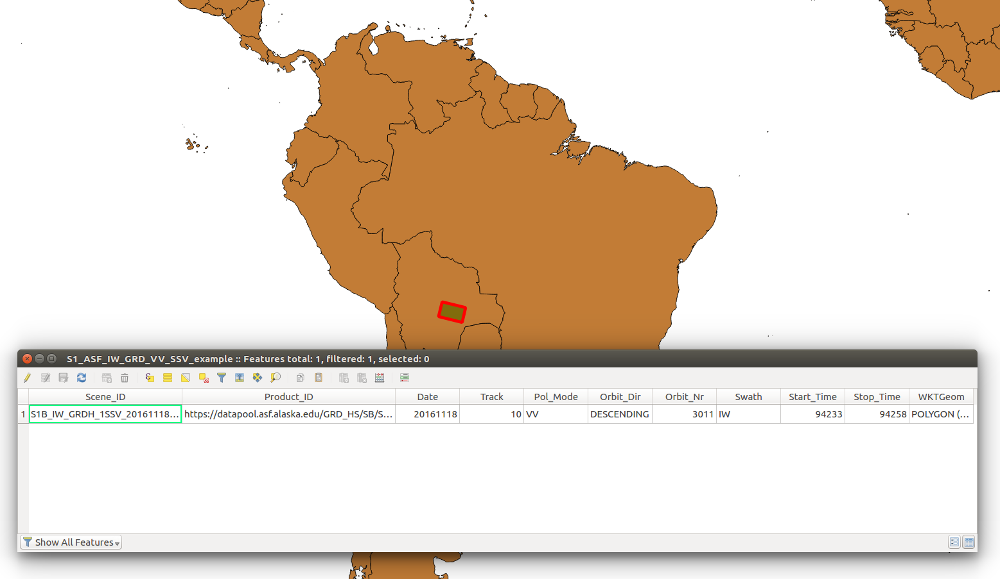 S1_ASF_IW_GRD_VV_SSV_example :: Features total: 1, filtered: 1, selected: 0
Scene_ID Product_ID Date Track Pol_Mode Orbit_Dir Orbit_Nr Swath Start_Time Stop_Time WKTGeom
1 S1B_IW_GRDH_1SSV_20161118... https://datapool.asf.alaska.edu/GRD_HS/SB/S... 20161118 10 VV DESCENDING 3011 IW 94233 94258 POLYGON (...
Show All Features